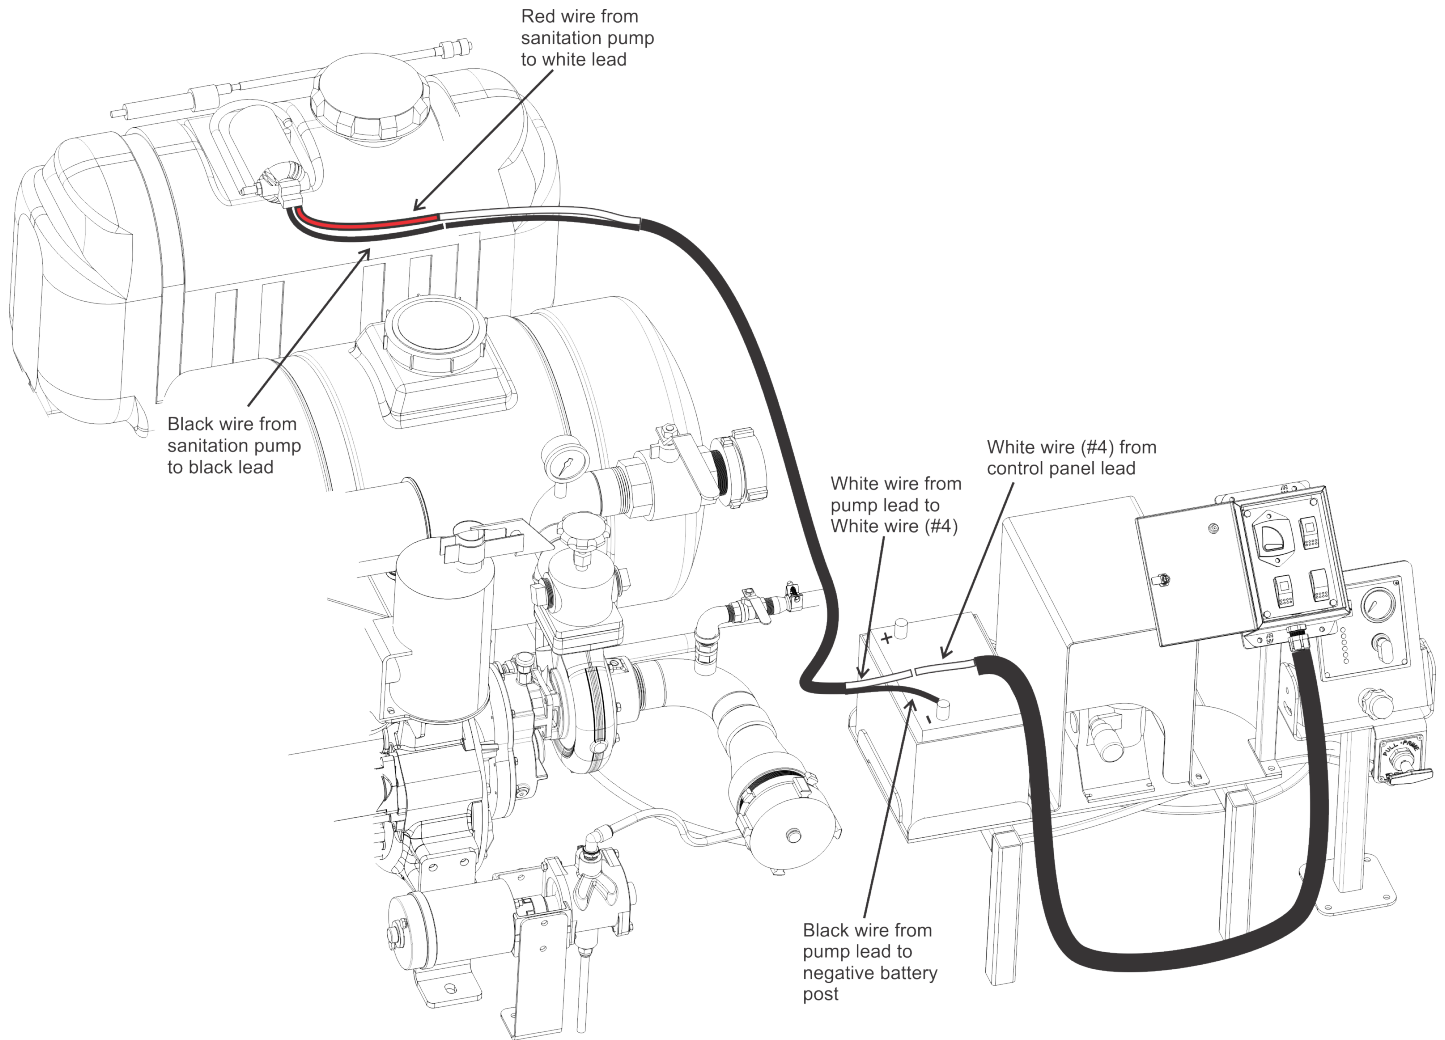 Red wire from
sanitation pump
to white lead
Black wire from
sanitation pump
to black lead
White wire (#4) from
control panel lead
White wire from
pump lead to
White wire (#4)
+
-
PULL - PRIME
Black wire from
pump lead to
negative battery
post